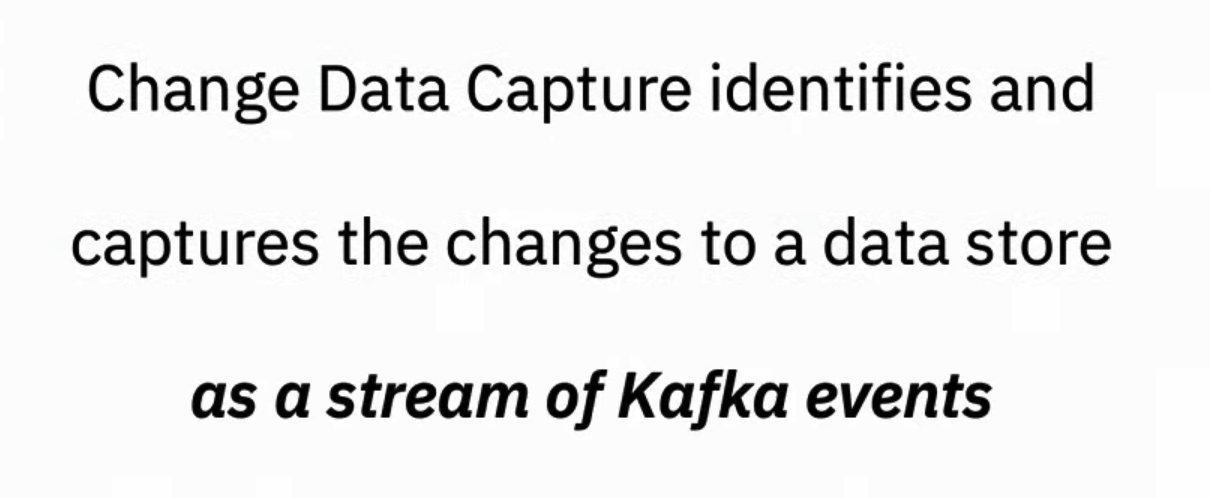 Change Data Capture identifies and
captures the changes to a data store
as a stream of Kafka events